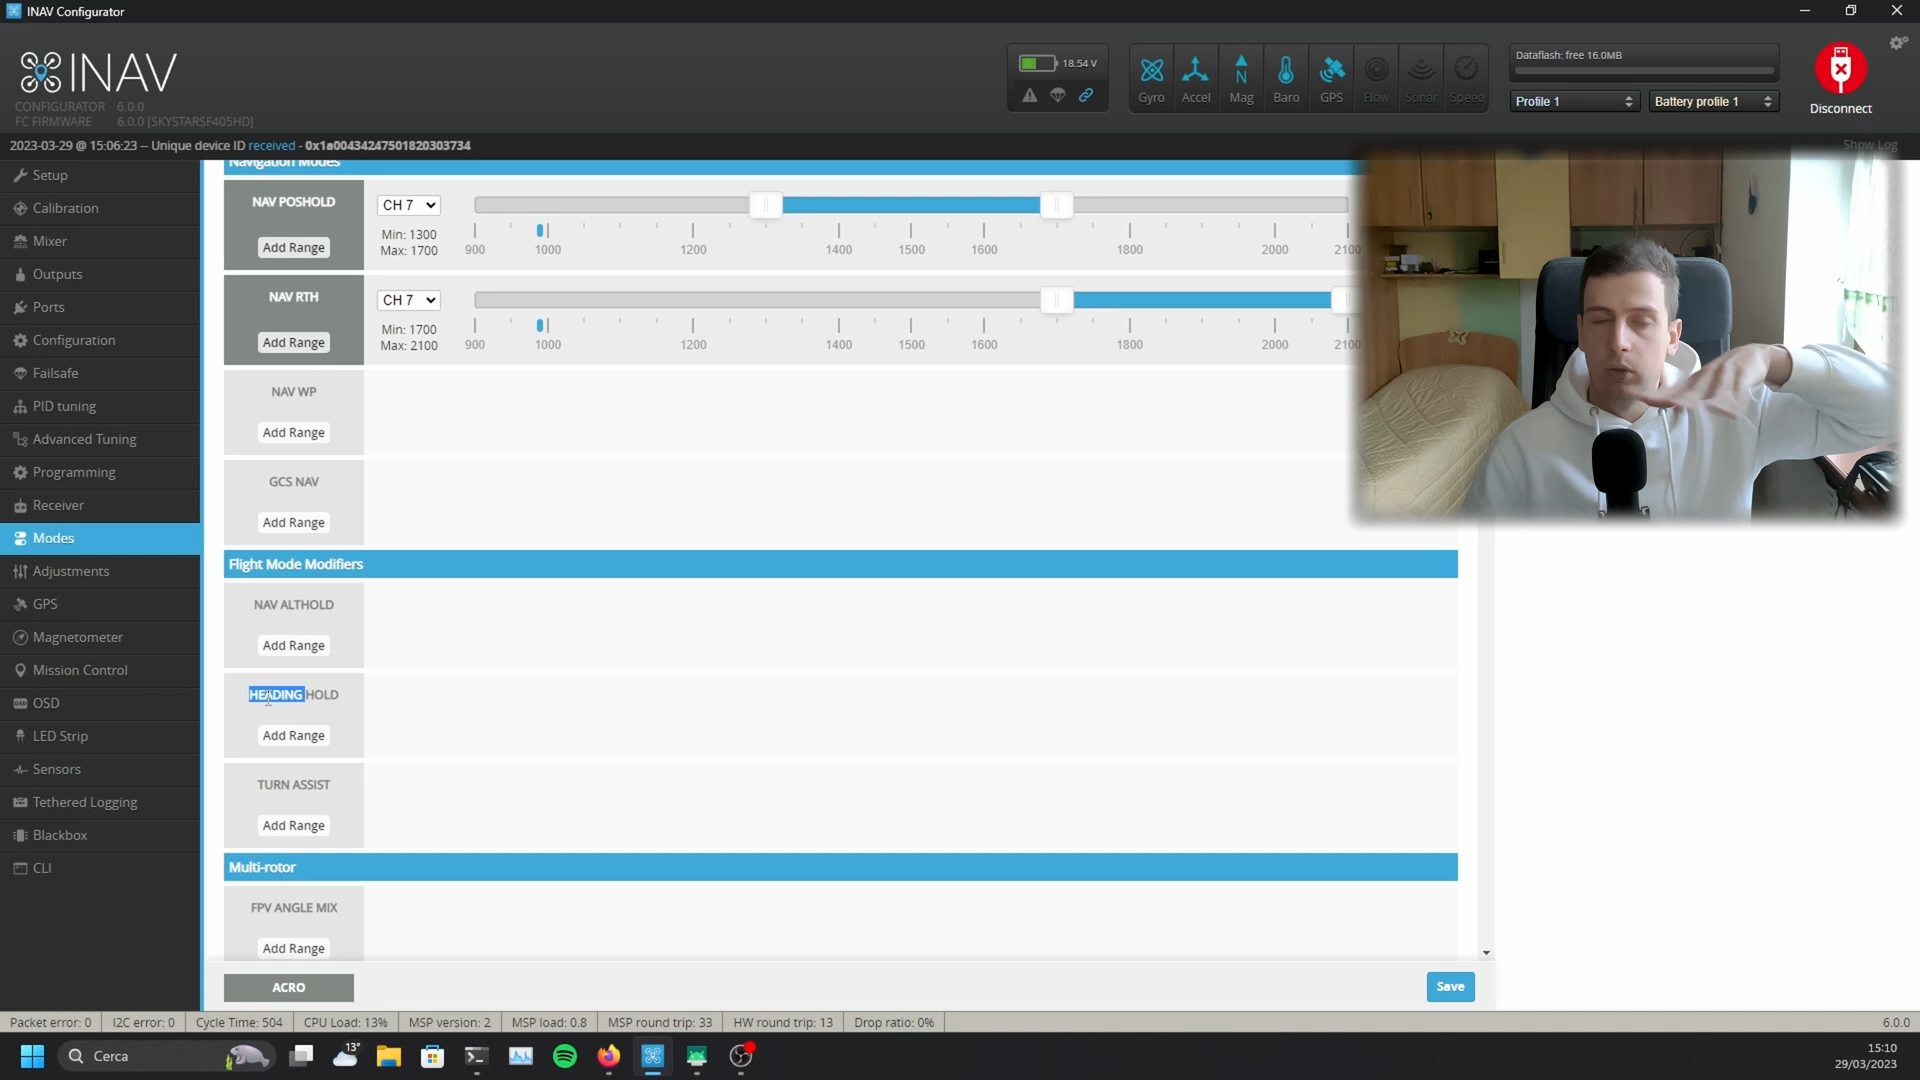 INAV Configurator
INAV
CONFIGURATOR 6.0.0
FC FIRMWARE 6.0.0 [SKYSTARSF405HD]
18.54 V
Gyro Accel Mag Baro GPS Flow Sonar Speed
Dataflash: free 16.0MB
Profile 1 Battery profile 1
Disconnect
2023-03-29 @ 15:06:23 -- Unique device ID received - 0x1a00434247501820303734
Show Log
Setup
Calibration
Mixer
Outputs
Ports
Configuration
Failsafe
PID tuning
Advanced Tuning
Programming
Receiver
Modes
Adjustments
GPS
Magnetometer
Mission Control
OSD
LED Strip
Sensors
Tethered Logging
Blackbox
CLI
Navigation Modes
NAV POSHOLD
Add Range
CH 7
Min: 1300
Max: 1700
900 1000 1200 1400 1500 1600 1800 2000 2100
NAV RTH
Add Range
CH 7
Min: 1700
Max: 2100
900 1000 1200 1400 1500 1600 1800 2000 2100
NAV WP
Add Range
GCS NAV
Add Range
Flight Mode Modifiers
NAV ALTHOLD
Add Range
HEADING HOLD
Add Range
TURN ASSIST
Add Range
Multi-rotor
FPV ANGLE MIX
Add Range
ACRO
Save
Packet error: 0 I2C error: 0 Cycle Time: 504 CPU Load: 13% MSP version: 2 MSP load: 0.8 MSP round trip: 33 HW round trip: 13 Drop ratio: 0% 6.0.0
Cerca
13°
15:10
29/03/2023